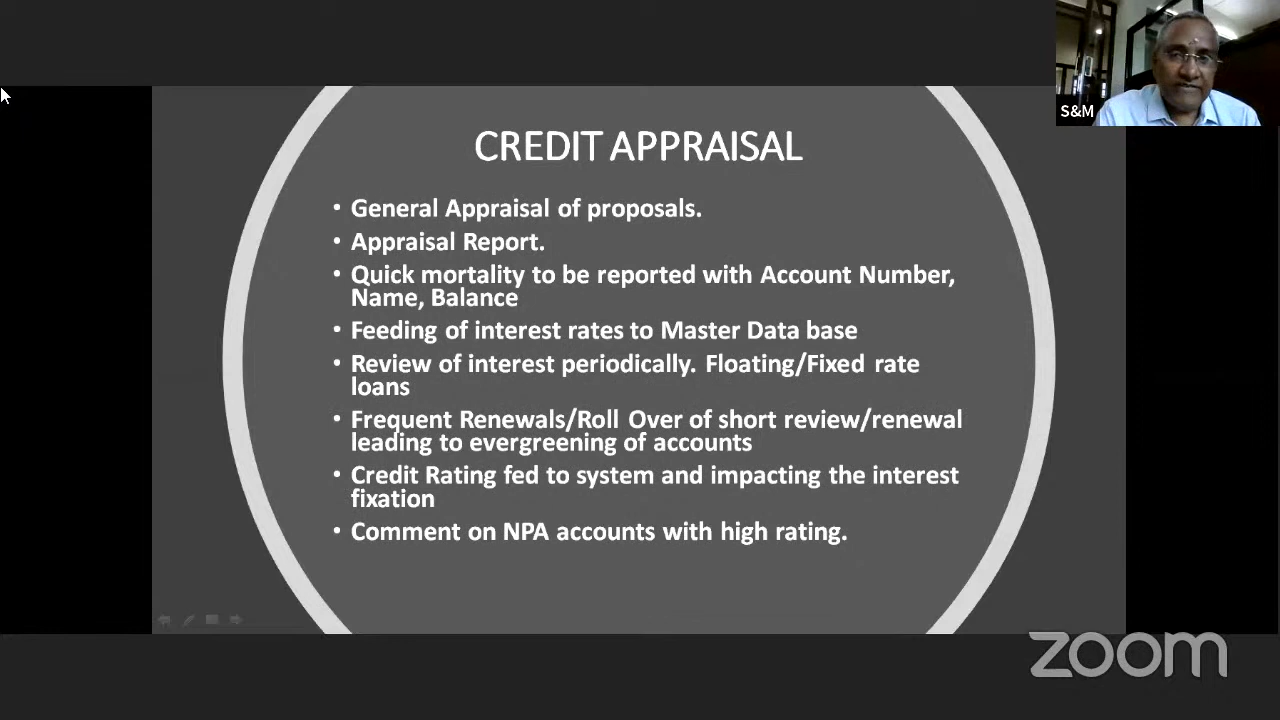 S&M
CREDIT APPRAISAL
• General Appraisal of proposals.
• Appraisal Report.
• Quick mortality to be reported with Account Number,
Name, Balance
• Feeding of interest rates to Master Data base
• Review of interest periodically. Floating/Fixed rate
loans
• Frequent Renewals/Roll Over of short review/renewal
leading to evergreening of accounts
• Credit Rating fed to system and impacting the interest
fixation
• Comment on NPA accounts with high rating.
zoom